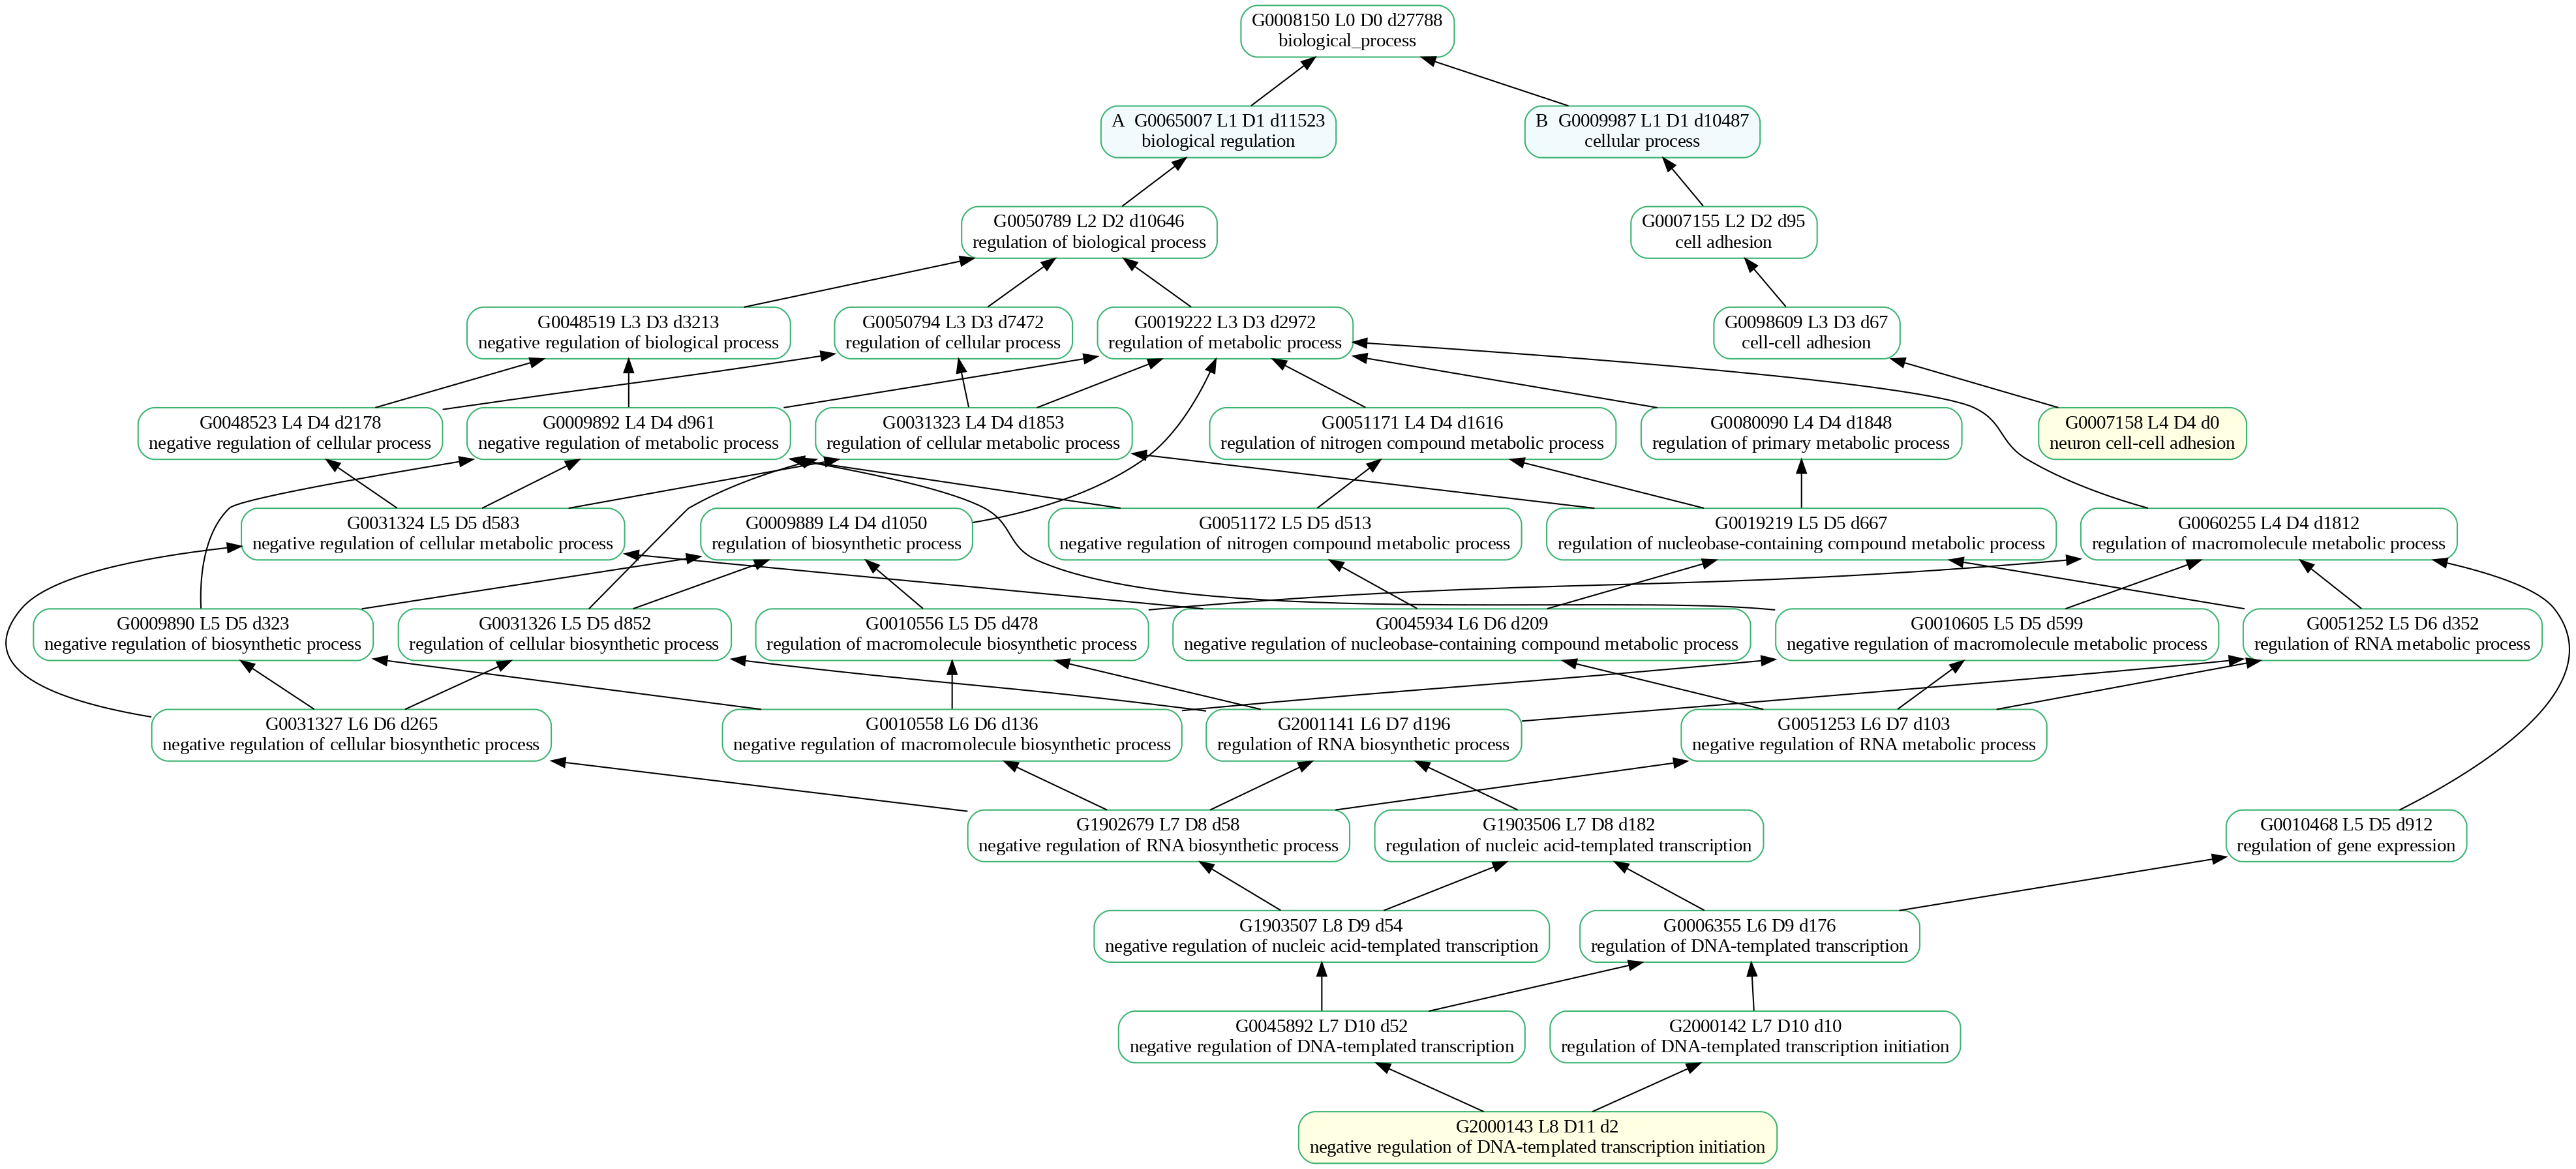 G0008150 L0 D0 d27788
biological_process
A G0065007 L1 D1 d11523
biological regulation
B G0009987 L1 D1 d10487
cellular process
G0050789 L2 D2 d10646
regulation of biological process
G0007155 L2 D2 d95
cell adhesion
G0048519 L3 D3 d3213
negative regulation of biological process
G0050794 L3 D3 d7472
regulation of cellular process
G0019222 L3 D3 d2972
regulation of metabolic process
G0098609 L3 D3 d67
cell-cell adhesion
G0048523 L4 D4 d2178
negative regulation of cellular process
G0009892 L4 D4 d961
negative regulation of metabolic process
G0031323 L4 D4 d1853
regulation of cellular metabolic process
G0051171 L4 D4 d1616
regulation of nitrogen compound metabolic process
G0080090 L4 D4 d1848
regulation of primary metabolic process
G0007158 L4 D4 d0
neuron cell-cell adhesion
G0031324 L5 D5 d583
negative regulation of cellular metabolic process
G0009889 L4 D4 d1050
regulation of biosynthetic process
G0051172 L5 D5 d513
negative regulation of nitrogen compound metabolic process
G0019219 L5 D5 d667
regulation of nucleobase-containing compound metabolic process
G0060255 L4 D4 d1812
regulation of macromolecule metabolic process
G0009890 L5 D5 d323
negative regulation of biosynthetic process
G0031326 L5 D5 d852
regulation of cellular biosynthetic process
G0010556 L5 D5 d478
regulation of macromolecule biosynthetic process
G0045934 L6 D6 d209
negative regulation of nucleobase-containing compound metabolic process
G0010605 L5 D5 d599
negative regulation of macromolecule metabolic process
G0051252 L5 D6 d352
regulation of RNA metabolic process
G0031327 L6 D6 d265
negative regulation of cellular biosynthetic process
G0010558 L6 D6 d136
negative regulation of macromolecule biosynthetic process
G2001141 L6 D7 d196
regulation of RNA biosynthetic process
G0051253 L6 D7 d103
negative regulation of RNA metabolic process
G1902679 L7 D8 d58
negative regulation of RNA biosynthetic process
G1903506 L7 D8 d182
regulation of nucleic acid-templated transcription
G0010468 L5 D5 d912
regulation of gene expression
G1903507 L8 D9 d54
negative regulation of nucleic acid-templated transcription
G0006355 L6 D9 d176
regulation of DNA-templated transcription
G0045892 L7 D10 d52
negative regulation of DNA-templated transcription
G2000142 L7 D10 d10
regulation of DNA-templated transcription initiation
G2000143 L8 D11 d2
negative regulation of DNA-templated transcription initiation